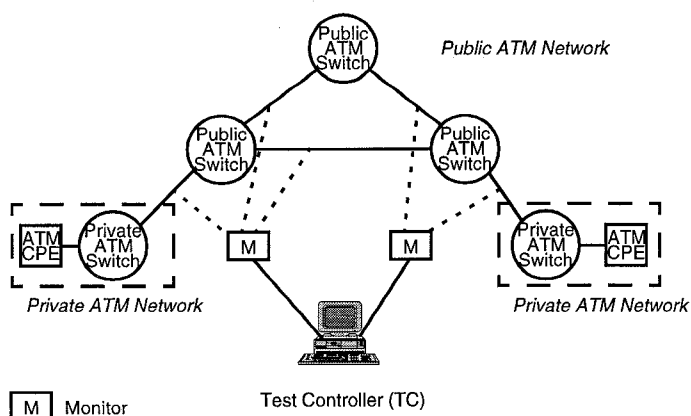 Public
ATM
Switch
Public ATM Network
Public
ATM
Switch
Public
ATM
Switch
ATM
CPE
Private
ATM
Switch
M
M
Private
ATM
Switch
ATM
CPE
Private ATM Network
Private ATM Network
M Monitor
Test Controller (TC)